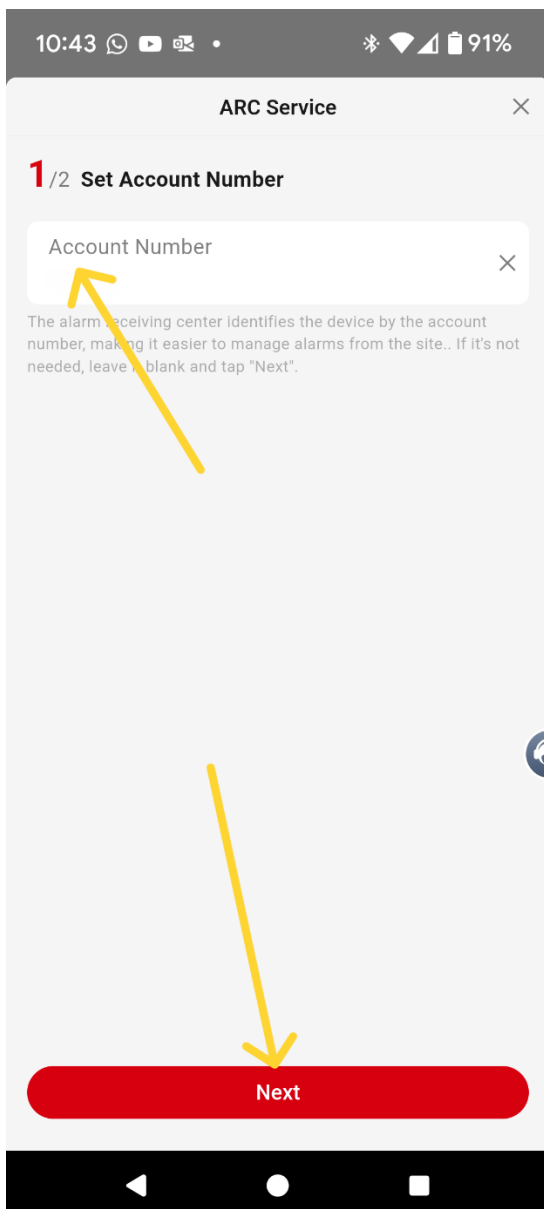 10:43 91%
ARC Service
1/2 Set Account Number
Account Number
The alarm receiving center identifies the device by the account
number, making it easier to manage alarms from the site.. If it's not
needed, leave it blank and tap "Next".
Next